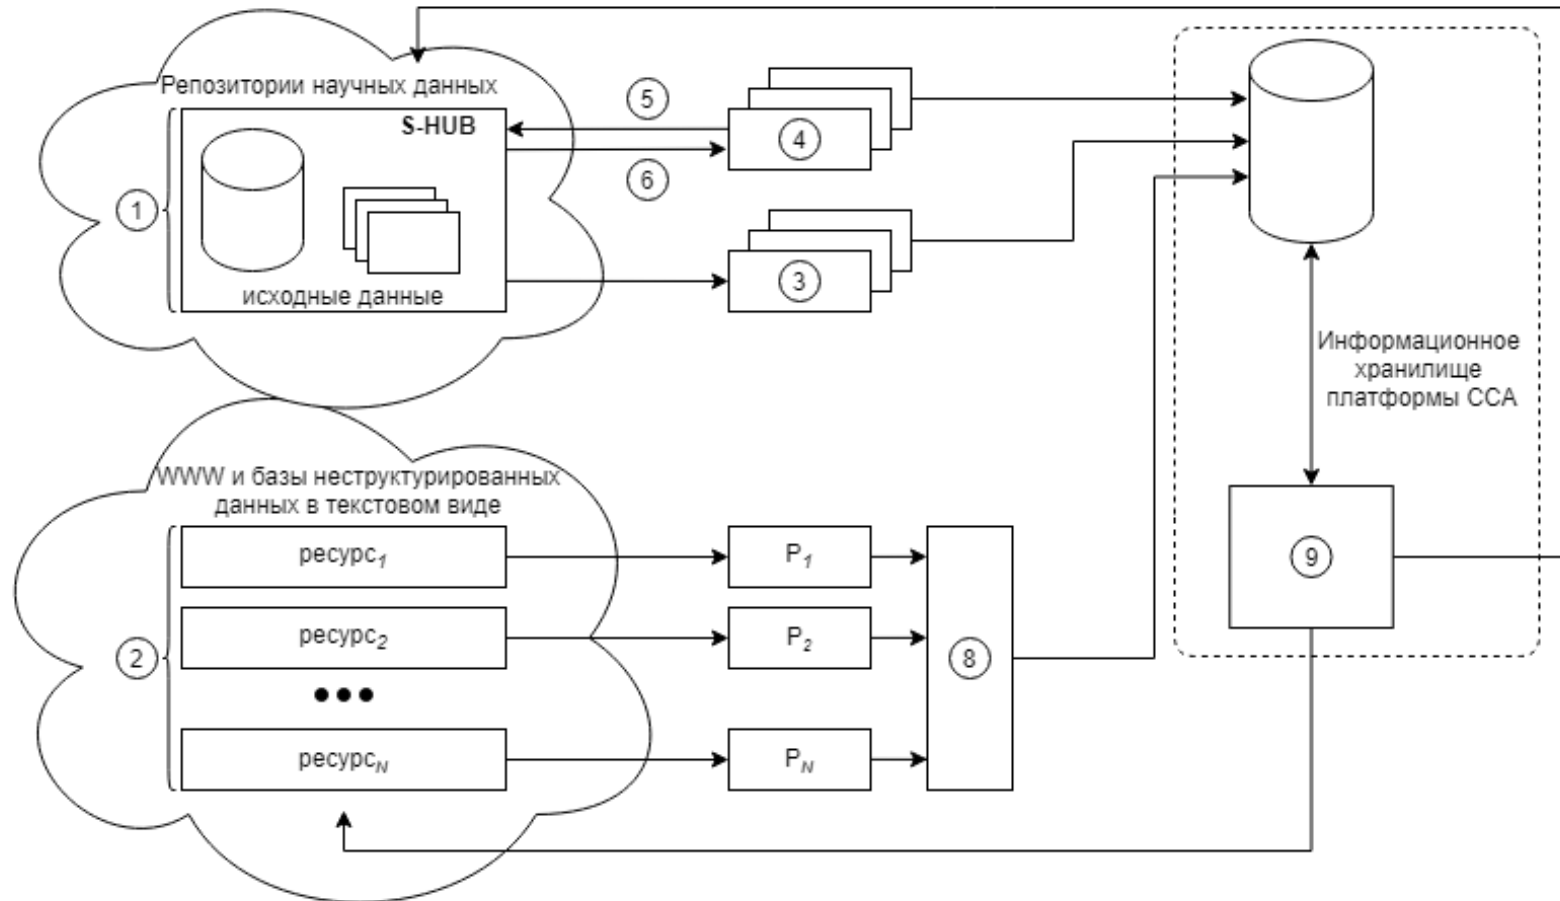 Репозитории научных данных
S-HUB
5
4
1
6
3
исходные данные
Информационное
хранилище
платформы ССА
WWW и базы неструктурированных
данных в текстовом виде
ресурс1
P1
9
2
ресурс2
P2
8
ресурсN
PN